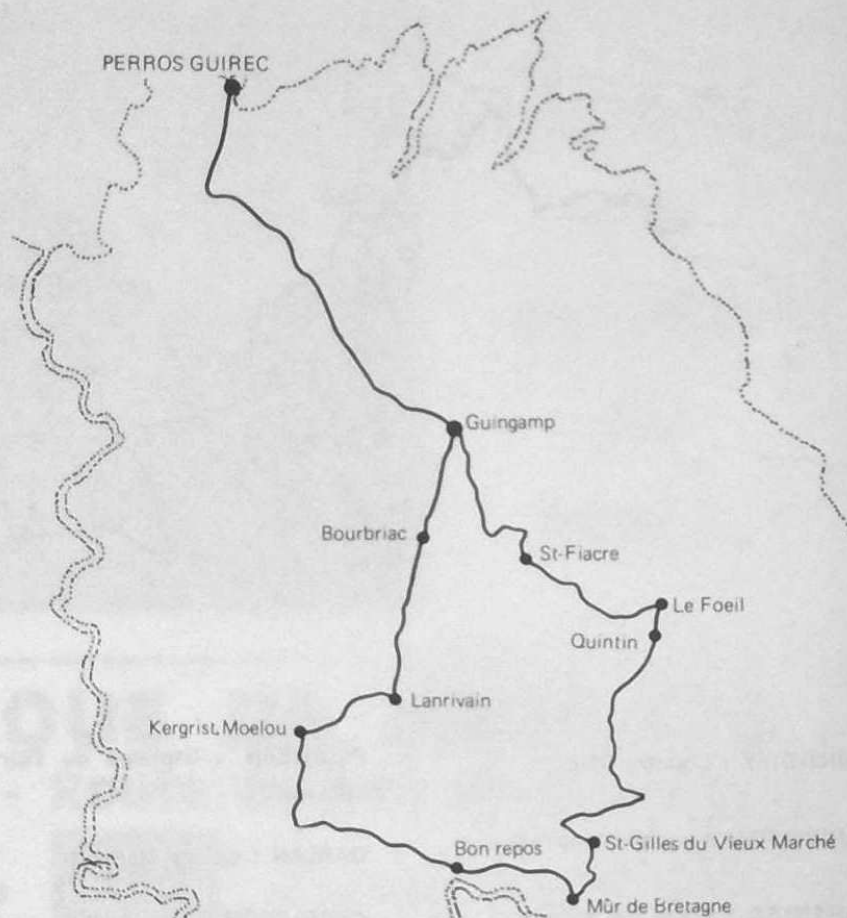 PERROS GUIREC
Guingamp
Bourbriac
St-Fiacre
Le Foeil
Quintin
Lanrivain
Kergrist, Moelou
Bon repos
St-Gilles du Vieux Marché
Mûr de Bretagne